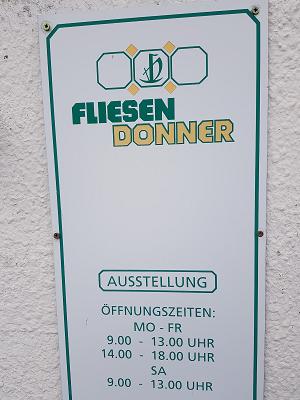 FLIESEN
DONNER
AUSSTELLUNG
ÖFFNUNGSZEITEN:
MO - FR
9.00 - 13.00 UHR
14.00 - 18.00 UHR
SA
9.00 - 13.00 UHR